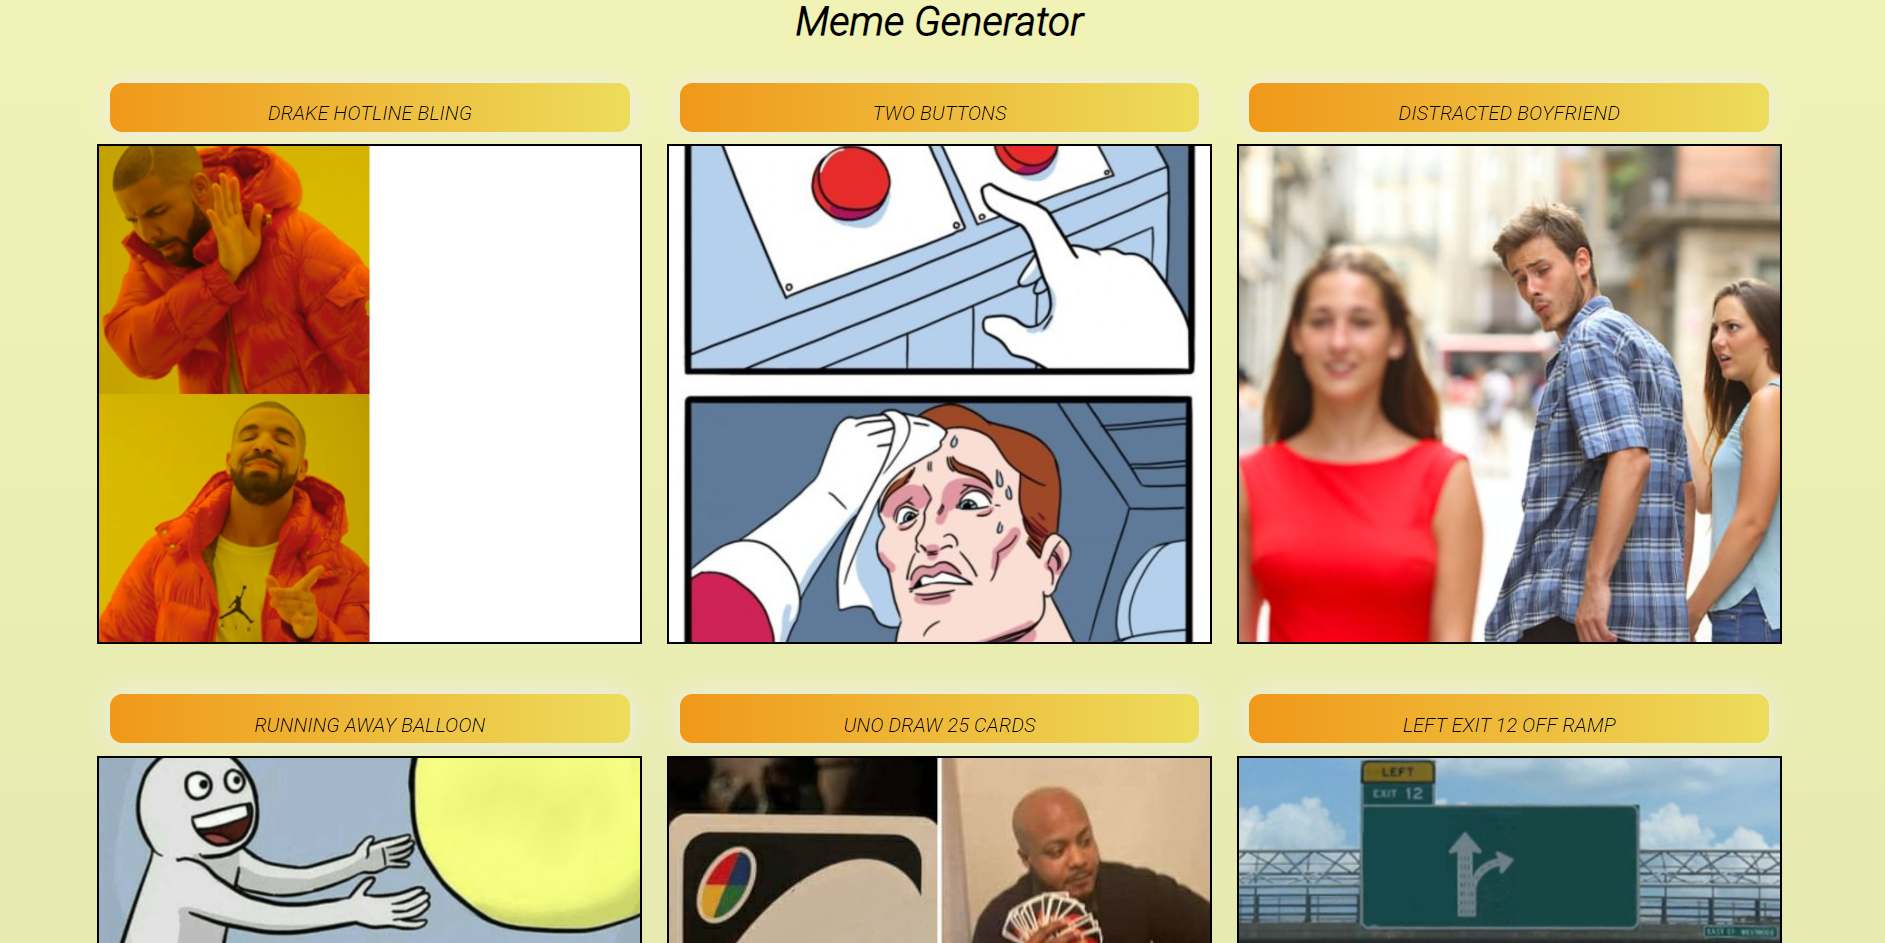 Meme Generator
DRAKE HOTLINE BLING
TWO BUTTONS
DISTRACTED BOYFRIEND
RUNNING AWAY BALLOON
UNO DRAW 25 CARDS
LEFT EXIT 12 OFF RAMP
LEFT
EXIT 12